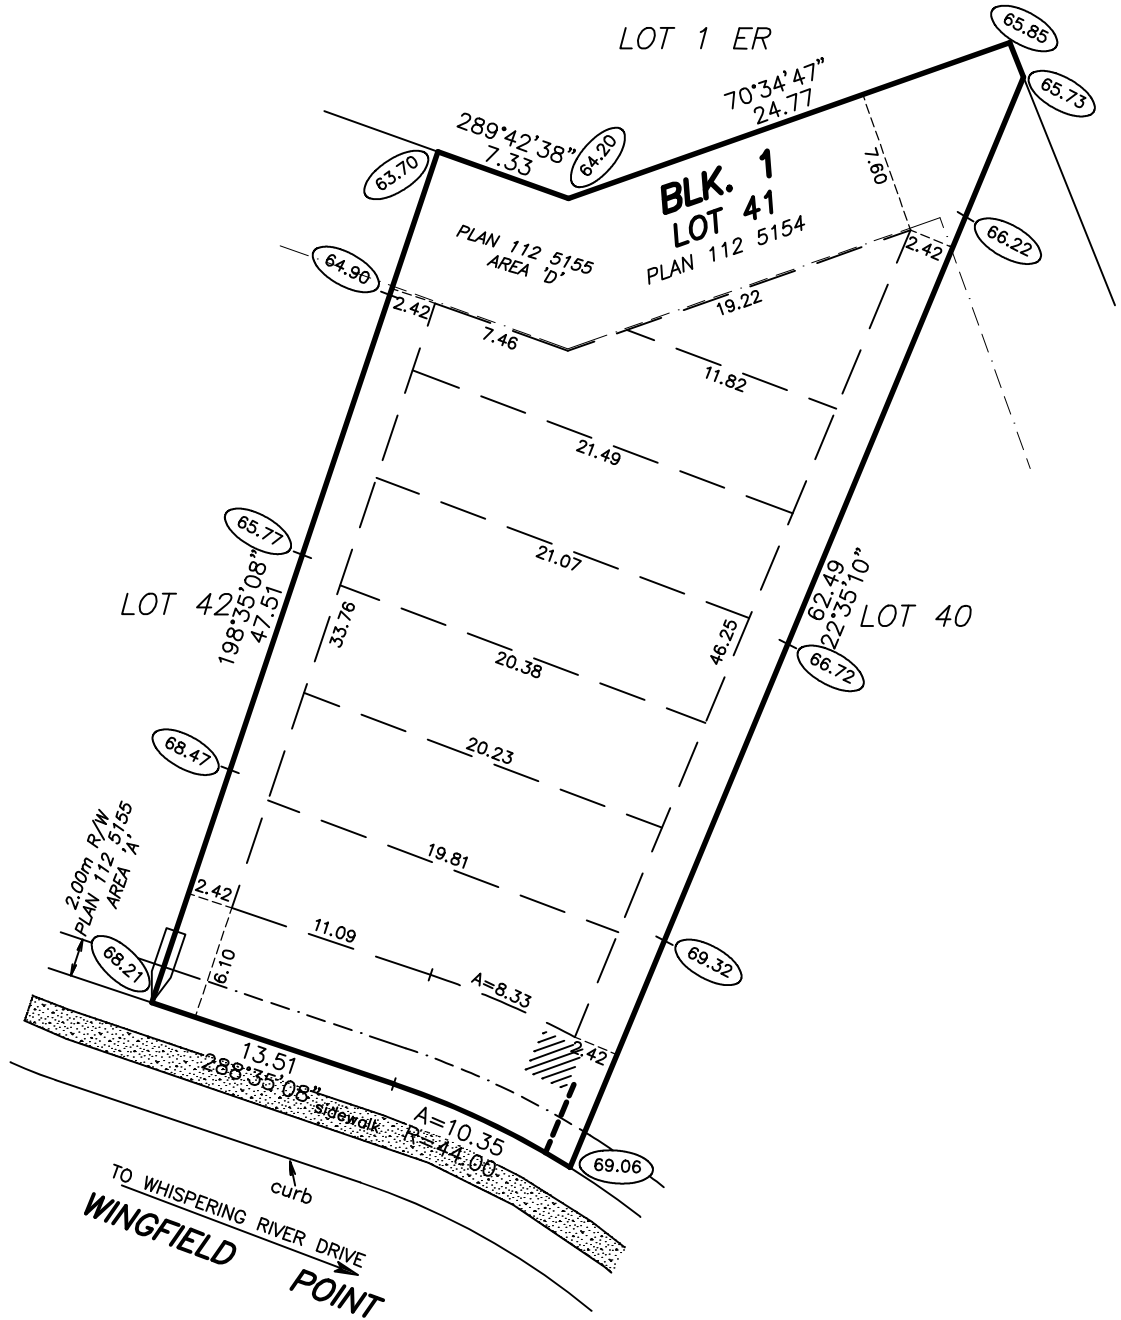 LOT 1 ER
65.85
70°34'47"
24.77
65.73
289°42'38"
7.33
64.20
63.70
BLK. 1
LOT 41
PLAN 112 5154
7.60
PLAN 112 5155
AREA 'D'
64.90
2.42
66.22
2.42
7.46
19.22
11.82
21.49
65.77
21.07
LOT 42
198°35'08"
47.51
33.76
20.38
46.25
62.49
22°35'10"
LOT 40
66.72
68.47
20.23
19.81
2.00m R/W
PLAN 112 5155
AREA 'A'
2.42
11.09
6.10
A=8.33
68.21
69.32
2.42
13.51
288°35'08"
sidewalk
A=10.35
R=44.00
69.06
curb
TO WHISPERING RIVER DRIVE
WINGFIELD POINT